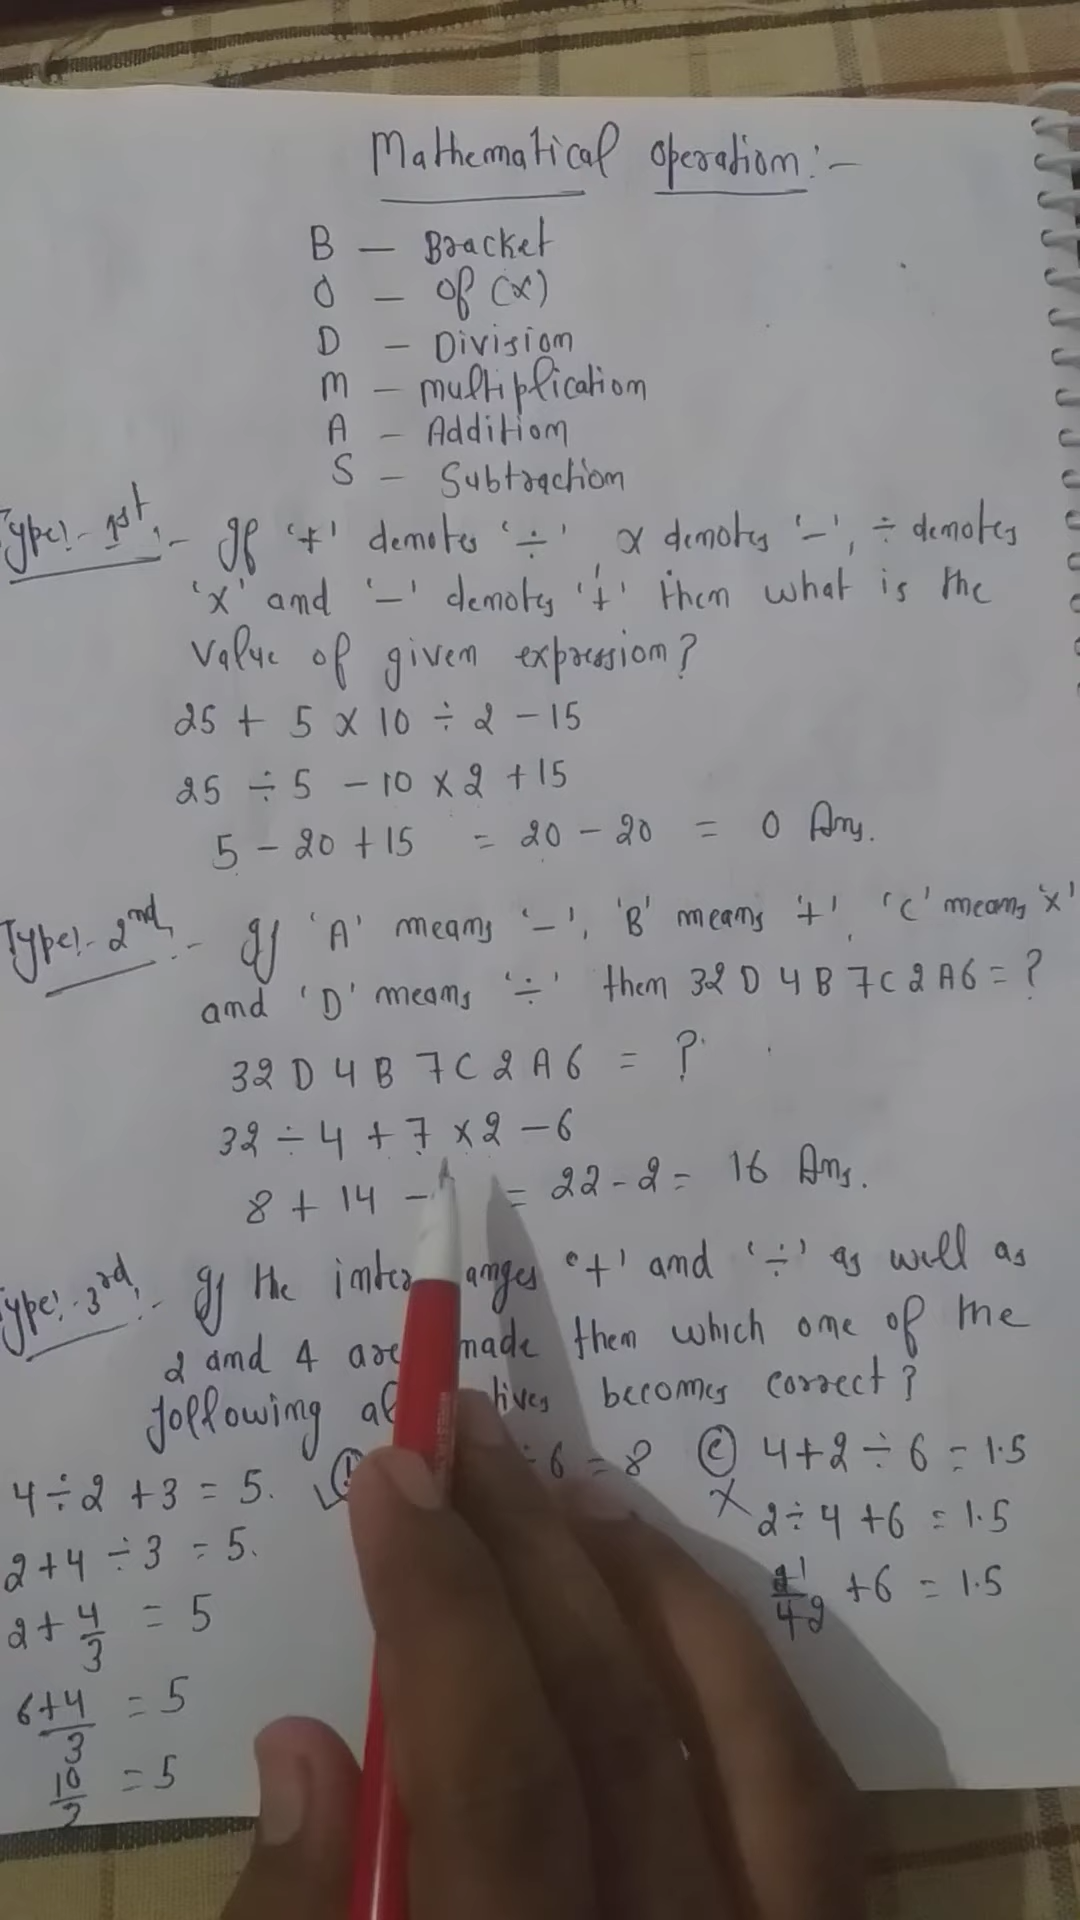 Mathematical operation:-
B - Bracket
O - of (x)
D - Division
M - multiplication
A - Addition
S - Subtraction
Type:- 1st:- If '+' denotes '÷' x denotes '-', ÷ denotes
'x' and '-' denotes '+' then what is the
value of given expression?
25 + 5 x 10 ÷ 2 - 15
25 ÷ 5 - 10 x 2 + 15
5 - 20 + 15 = 20 - 20 = 0 Ans.
Type:- 2nd:- If 'A' means '-', 'B' means '+', 'C' means 'x'
and 'D' means '÷' then 32 D 4 B 7 C 2 A 6 = ?
32 D 4 B 7 C 2 A 6 = ?
32 ÷ 4 + 7 x 2 - 6
8 + 14 - = 22 - 2 = 16 Ans.
Type:- 3rd:- If the anges '+' and '÷' as well as
2 and 4 are made then which one of the
following becomes correct?
4 ÷ 2 + 3 = 5.
2 + 4 ÷ 3 = 5.
2 + 4/3 = 5
6+4/3 = 5
10/3 = 5
÷ 6 = 8
(c) 4 + 2 ÷ 6 = 1.5
x 2 ÷ 4 + 6 = 1.5
+ 6 = 1.5